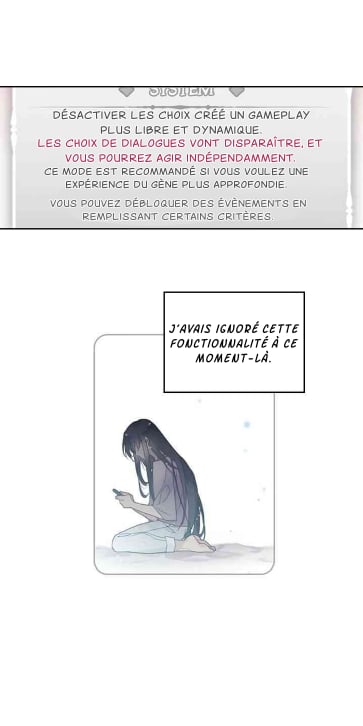 SYSTEM
DÉSACTIVER LES CHOIX CRÉÉ UN GAMEPLAY
PLUS LIBRE ET DYNAMIQUE.
LES CHOIX DE DIALOGUES VONT DISPARAÎTRE, ET
VOUS POURREZ AGIR INDÉPENDAMMENT.
CE MODE EST RECOMMANDÉ SI VOUS VOULEZ UNE
EXPÉRIENCE DU GÈNE PLUS APPROFONDIE.
VOUS POUVEZ DÉBLOQUER DES ÉVÈNEMENTS EN
REMPLISSANT CERTAINS CRITÈRES.
J'AVAIS IGNORÉ CETTE
FONCTIONNALITÉ À CE
MOMENT-LÀ.